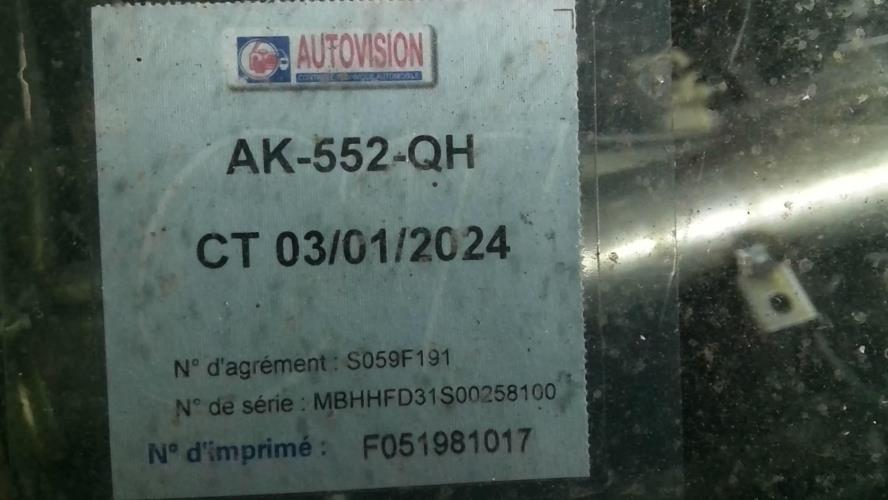 AUTOVISION
CONTRÔLE TECHNIQUE AUTOMOBILE
AK-552-QH
CT 03/01/2024
N° d'agrément : S059F191
N° de série : MBHHFD31S00258100
N° d'imprimé : F051981017